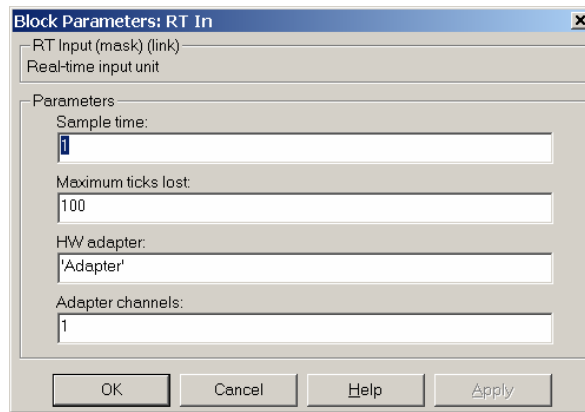 Block Parameters: RT In
RT Input (mask) (link)
Real-time input unit
Parameters
Sample time:
1
Maximum ticks lost:
100
HW adapter:
'Adapter'
Adapter channels:
1
OK Cancel Help Apply